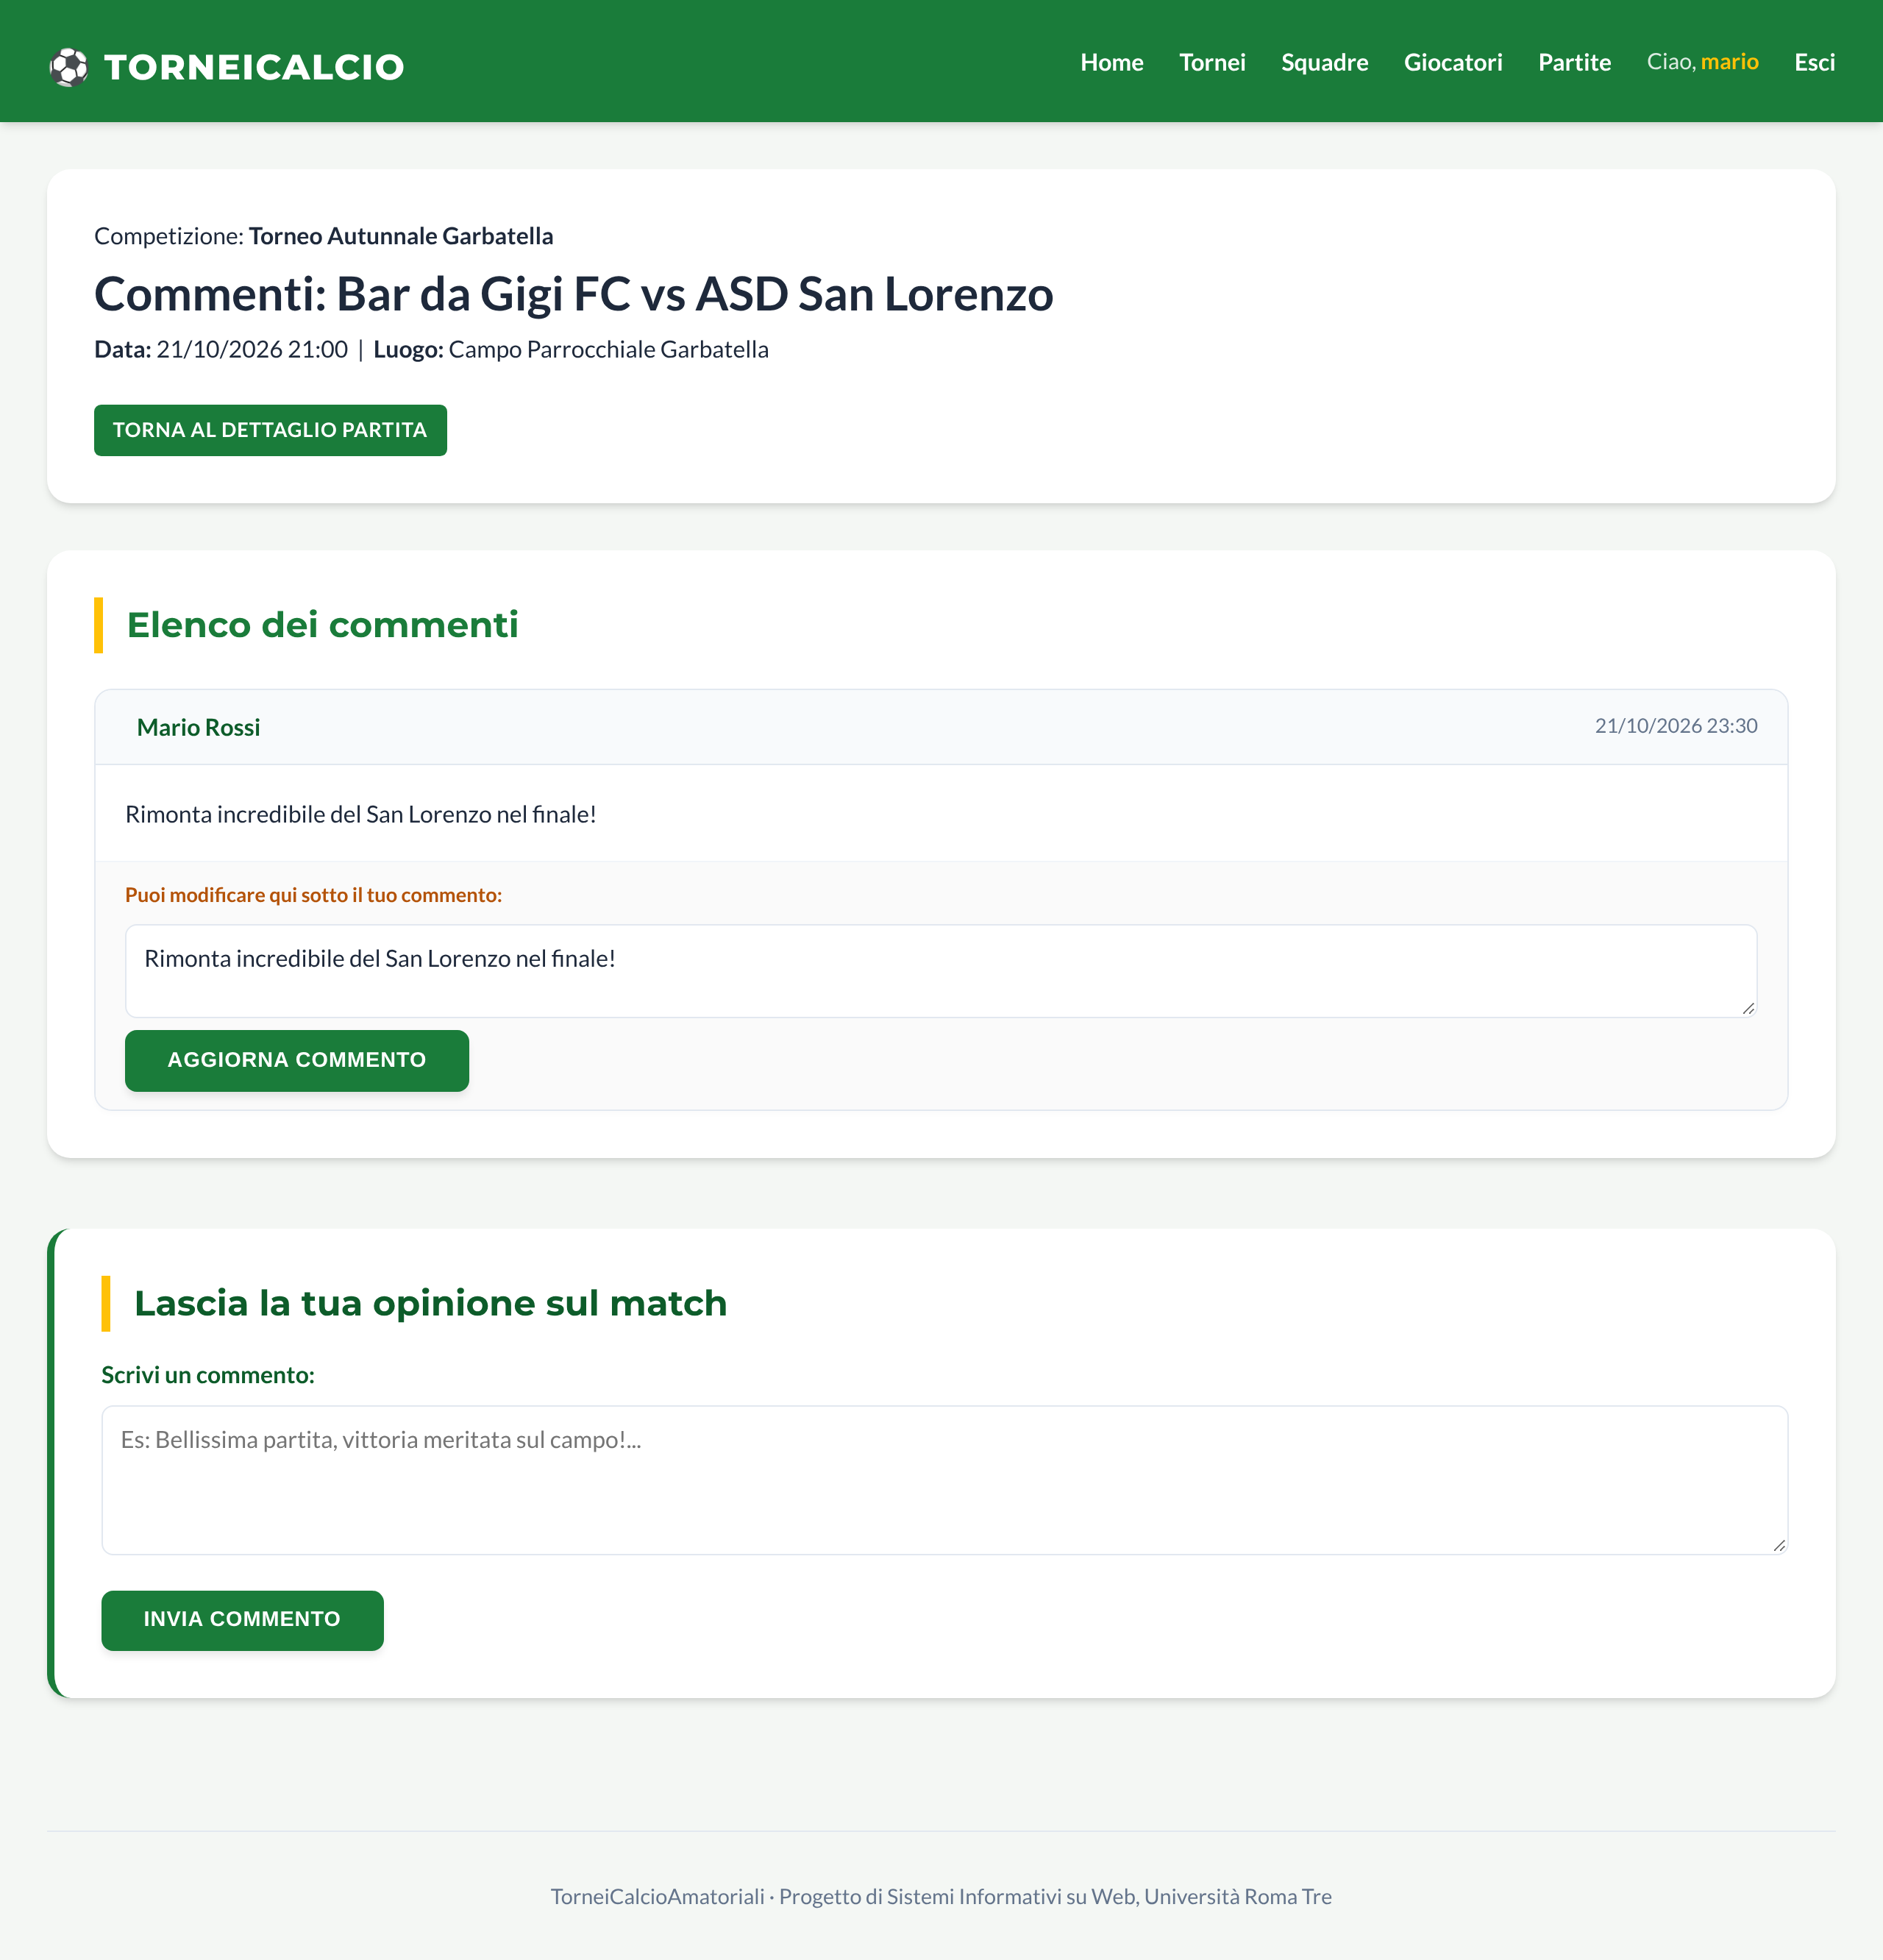 TORNEICALCIO
Home Tornei Squadre Giocatori Partite Ciao, mario Esci
Competizione: Torneo Autunnale Garbatella
Commenti: Bar da Gigi FC vs ASD San Lorenzo
Data: 21/10/2026 21:00 | Luogo: Campo Parrocchiale Garbatella
TORNA AL DETTAGLIO PARTITA
Elenco dei commenti
Mario Rossi 21/10/2026 23:30
Rimonta incredibile del San Lorenzo nel finale!
Puoi modificare qui sotto il tuo commento:
Rimonta incredibile del San Lorenzo nel finale!
AGGIORNA COMMENTO
Lascia la tua opinione sul match
Scrivi un commento:
Es: Bellissima partita, vittoria meritata sul campo!...
INVIA COMMENTO
TorneiCalcioAmatoriali · Progetto di Sistemi Informativi su Web, Università Roma Tre